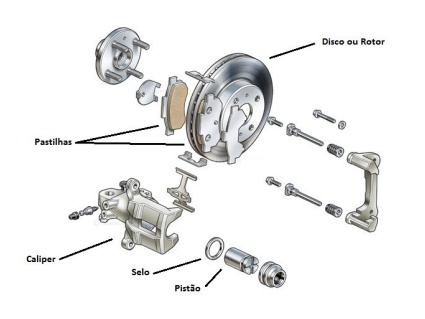 Disco ou Rotor
Pastilhas
Caliper
Selo
Pistão